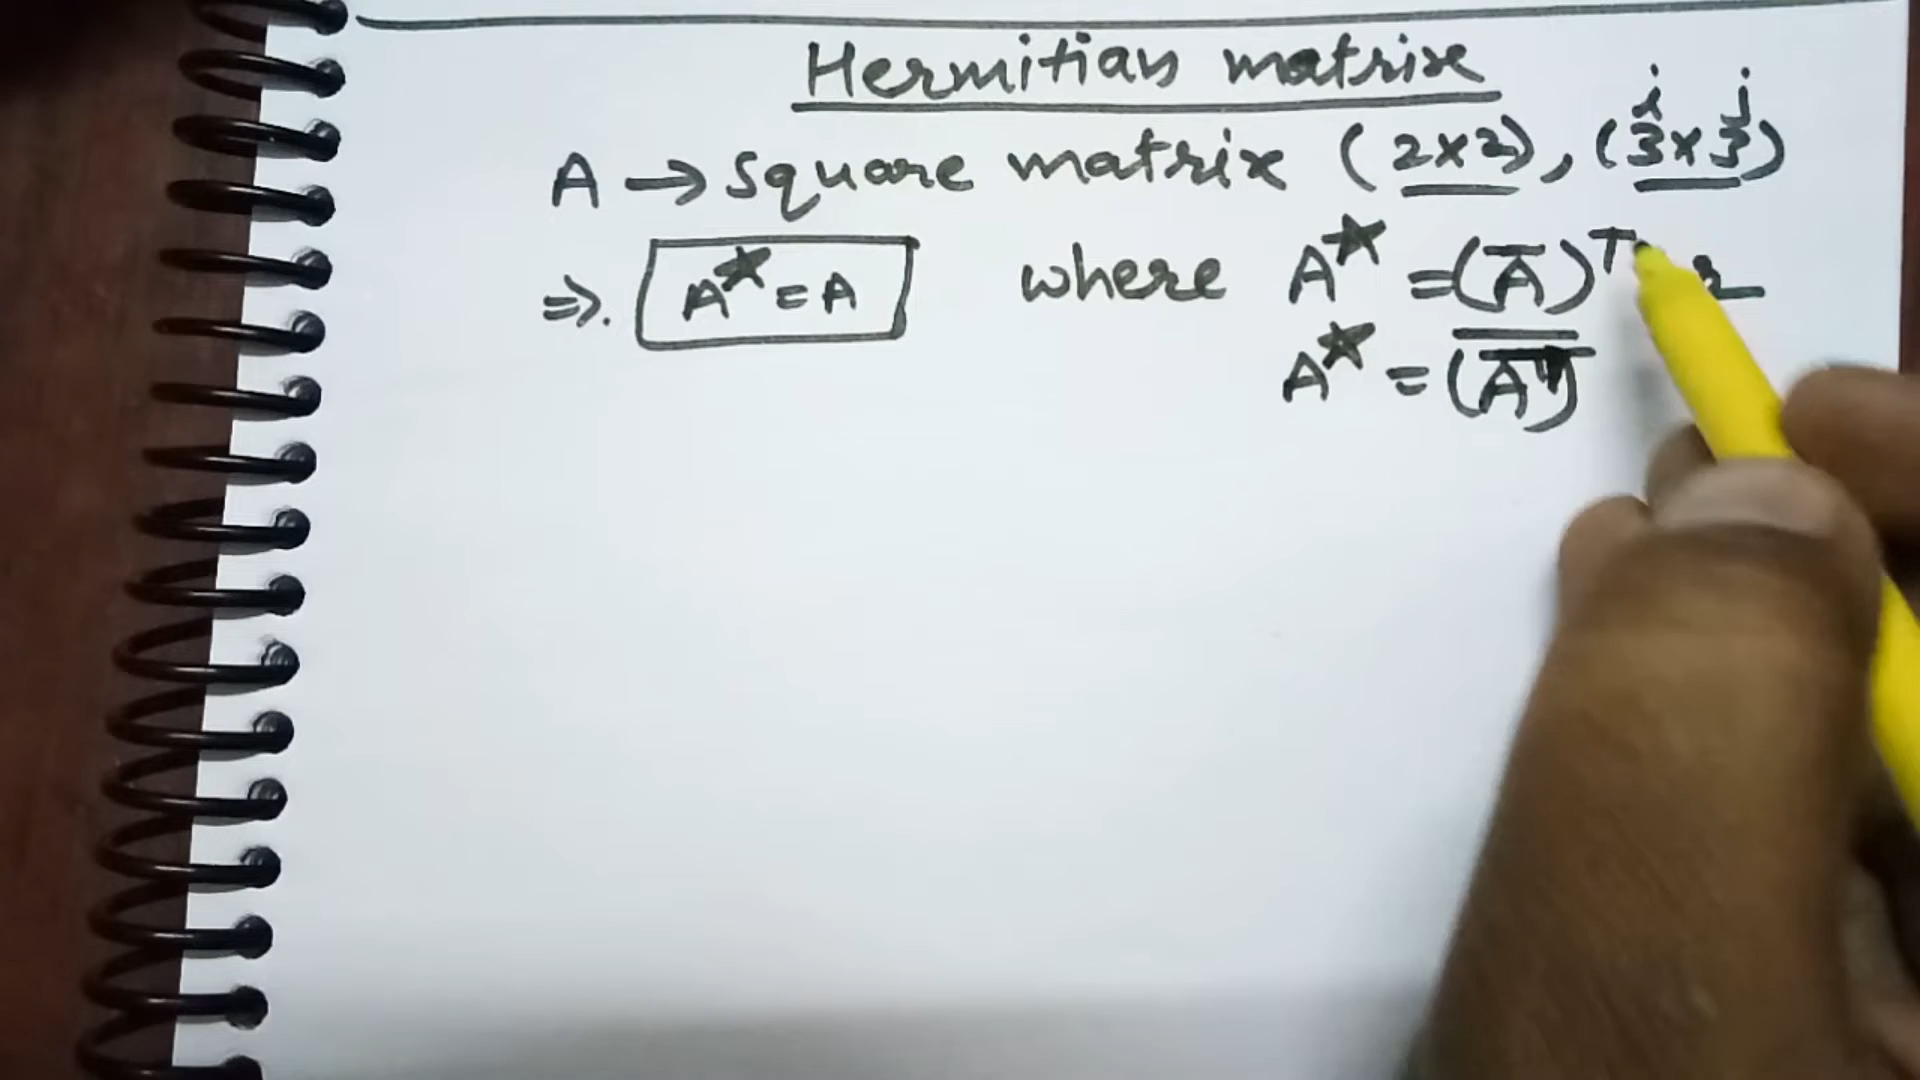 Hermitian matrix
i j
A → square matrix (2×2), (3×3)
⇒. A★ = A where A★ = (A̅)ᵀ
A★ = (A̅ᵀ̅)